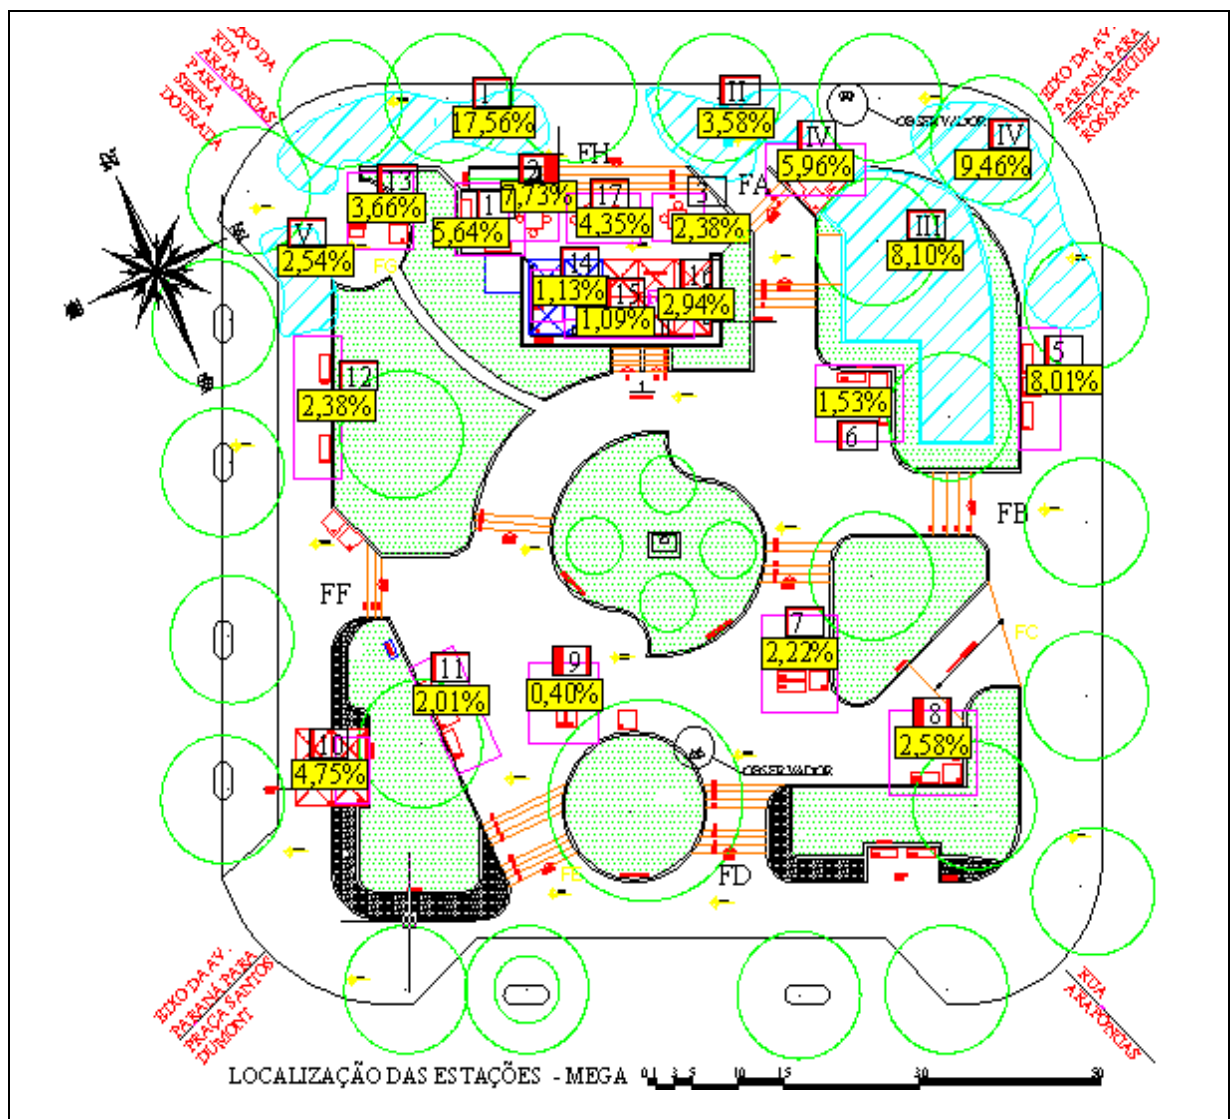 EIXO DA
RUA
ARAPONGAS
PARA
SERRA
DOURADA
EIXO DA AV.
PARANÁ PARA
PRAÇA MIGUEL
ROSSAFA
I
17,56%
II
3,58%
OBSERVADOR
IV
5,96%
IV
9,46%
FH
FA
13
3,66%
2
7,73%
1
5,64%
17
4,35%
3
2,38%
III
8,10%
V
2,54%
FG
14
1,13%
15
1,09%
16
2,94%
5
8,01%
12
2,38%
1,53%
6
FB
FF
7
2,22%
FC
11
2,01%
9
0,40%
8
2,58%
10
4,75%
OBSERVADOR
FE
FD
EIXO DA AV.
PARANÁ PARA
PRAÇA SANTOS
DUMONT
RUA
ARAPONGAS
LOCALIZAÇÃO DAS ESTAÇÕES - MEGA
0 1 3 5 10 15 30 50